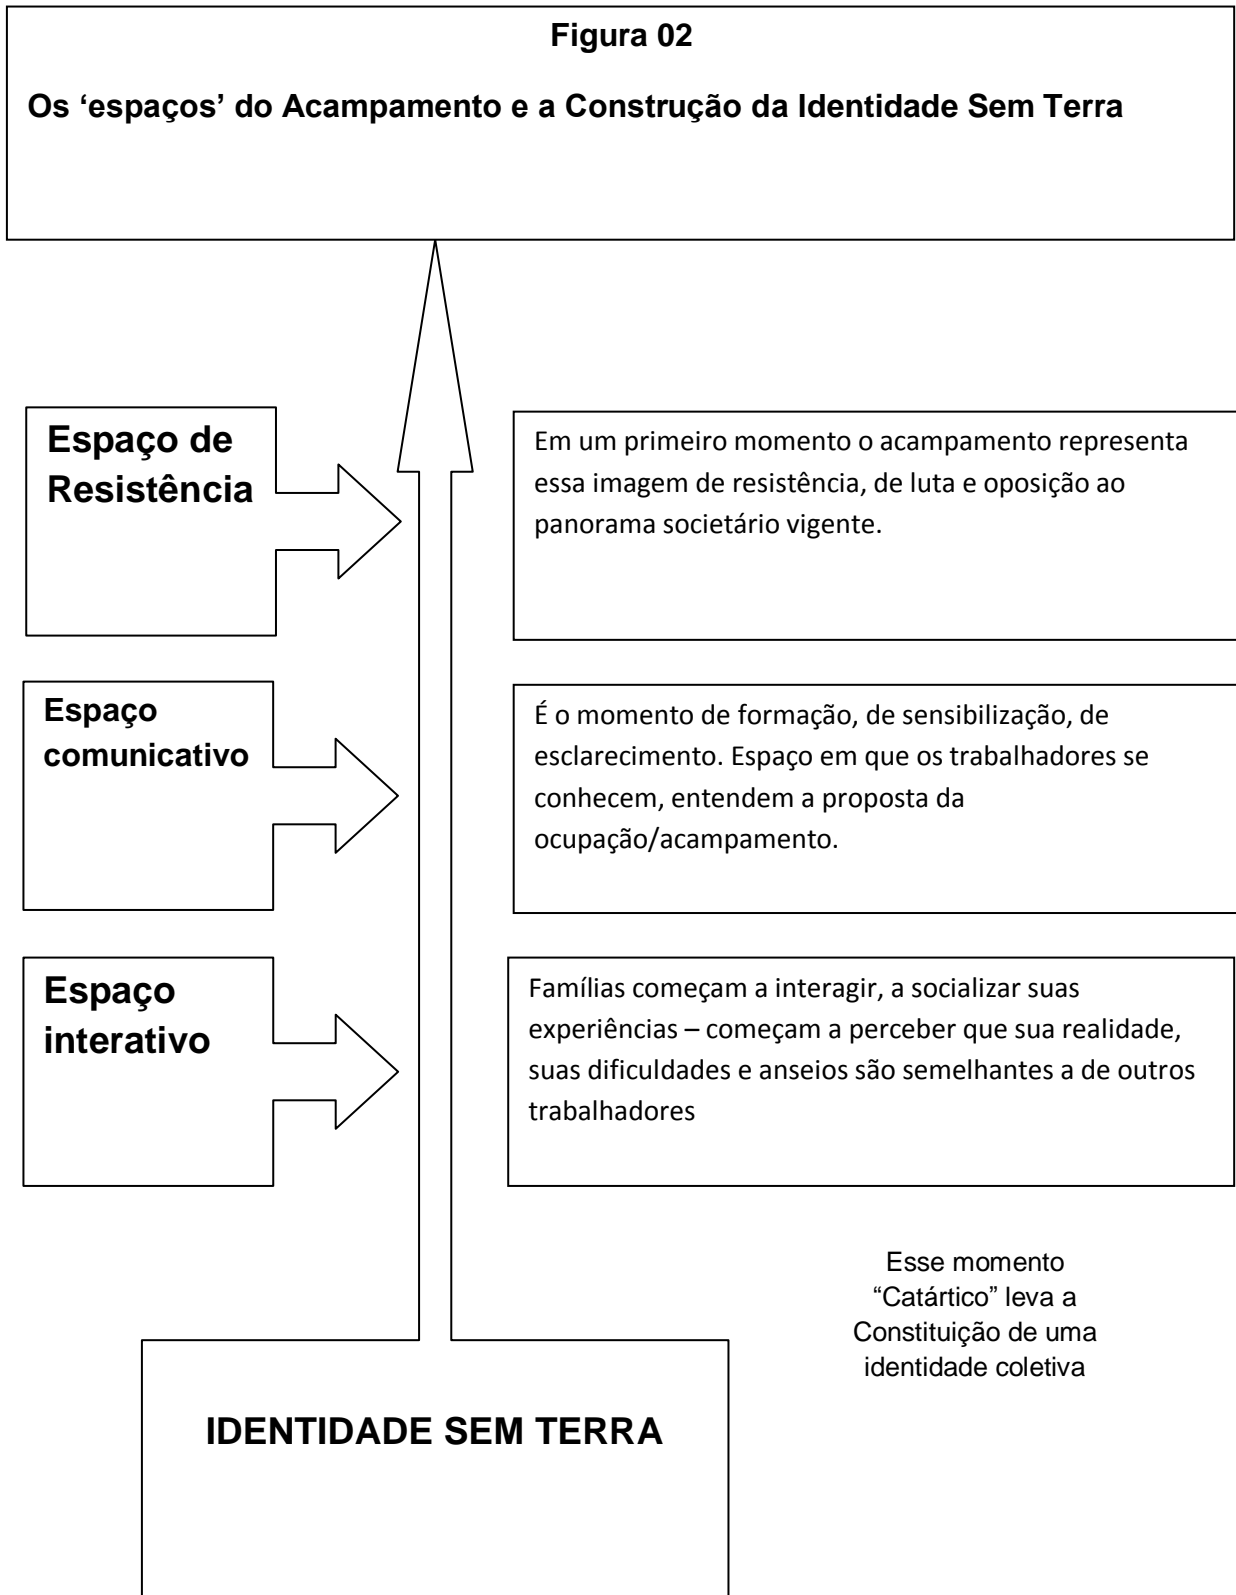 Figura 02
Os ‘espaços’ do Acampamento e a Construção da Identidade Sem Terra
Espaço de
Resistência
Em um primeiro momento o acampamento representa
essa imagem de resistência, de luta e oposição ao
panorama societário vigente.
Espaço
comunicativo
É o momento de formação, de sensibilização, de
esclarecimento. Espaço em que os trabalhadores se
conhecem, entendem a proposta da
ocupação/acampamento.
Espaço
interativo
Famílias começam a interagir, a socializar suas
experiências – começam a perceber que sua realidade,
suas dificuldades e anseios são semelhantes a de outros
trabalhadores
Esse momento
“Catártico” leva a
Constituição de uma
identidade coletiva
IDENTIDADE SEM TERRA